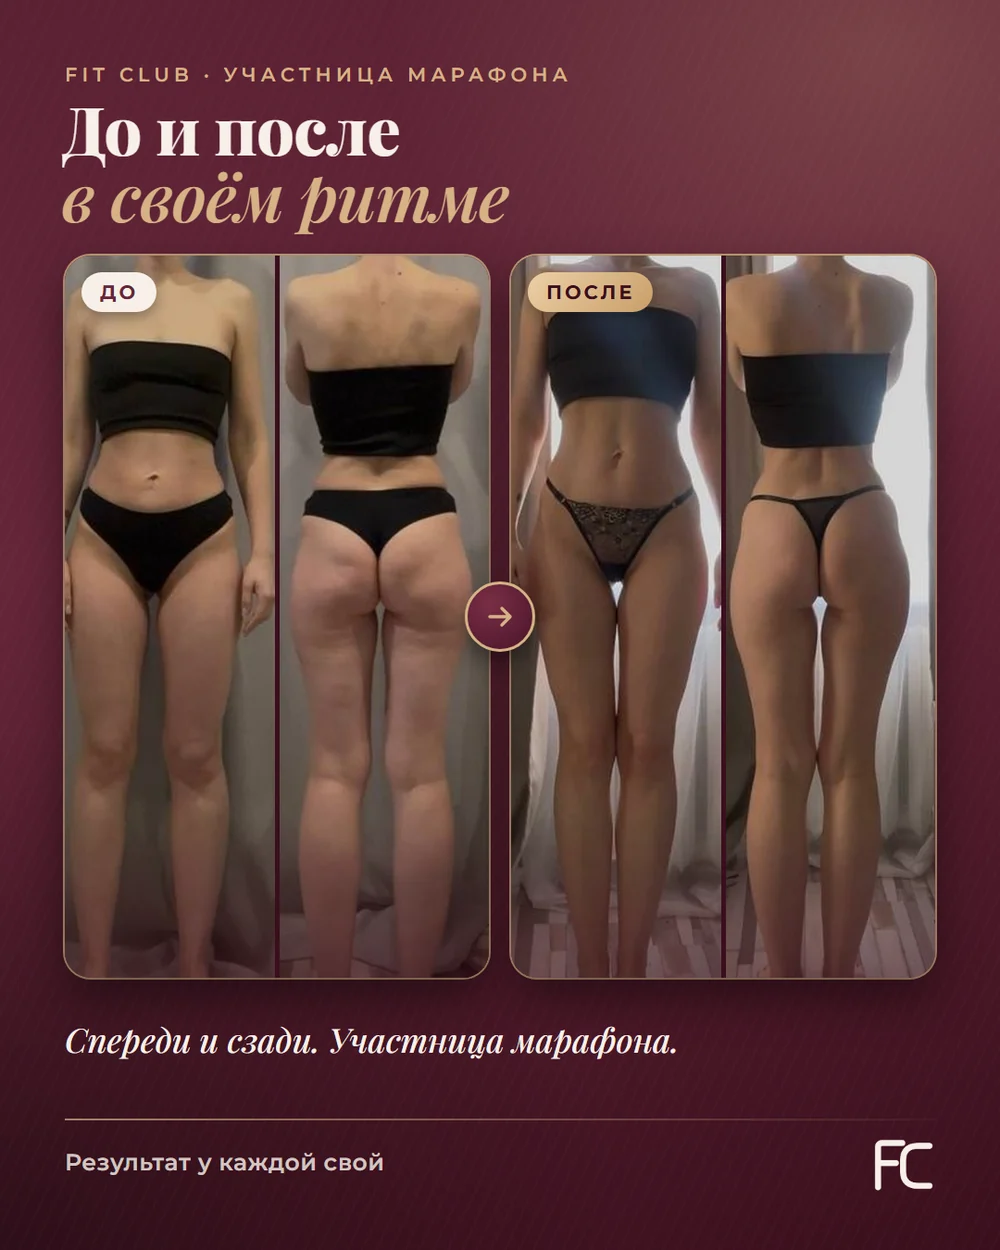 FIT CLUB · УЧАСТНИЦА МАРАФОНА
До и после
в своём ритме
ДО
ПОСЛЕ
Спереди и сзади. Участница марафона.
Результат у каждой свой
FC